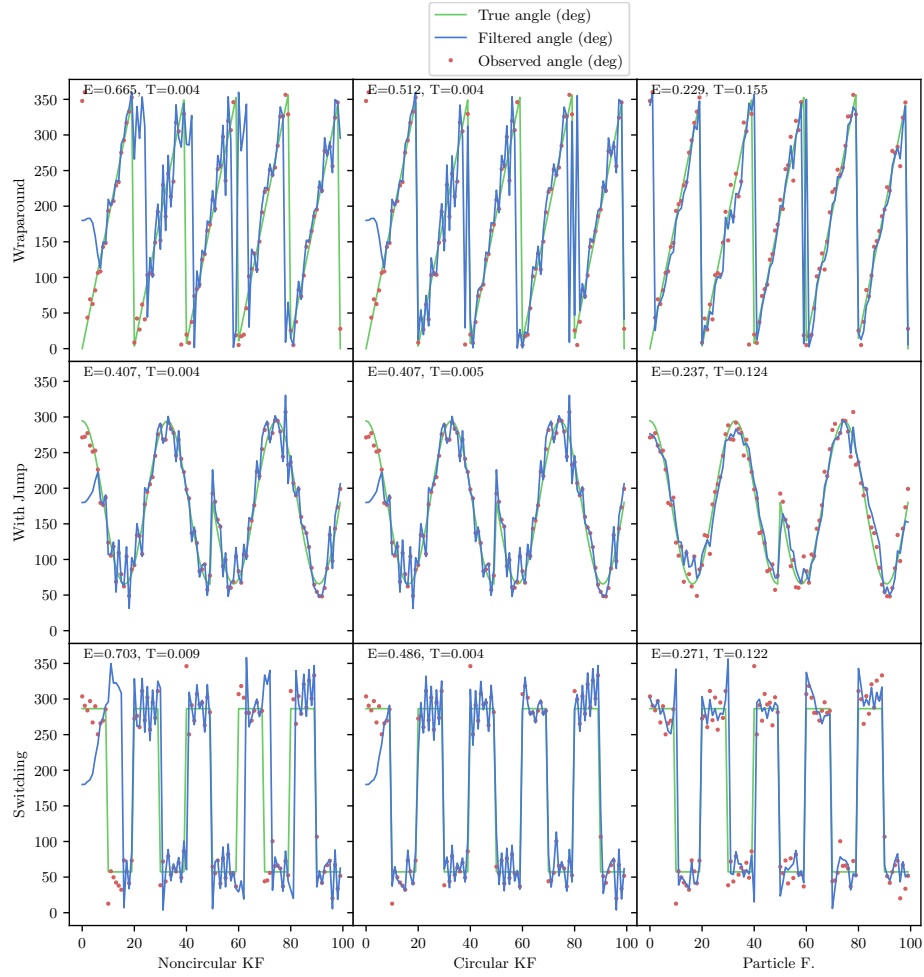 True angle (deg)
Filtered angle (deg)
Observed angle (deg)
E=0.665, T=0.004
E=0.512, T=0.004
E=0.229, T=0.155
350
300
250
200
150
100
50
0
Wraparound
E=0.407, T=0.004
E=0.407, T=0.005
E=0.237, T=0.124
350
300
250
200
150
100
50
0
With Jump
E=0.703, T=0.009
E=0.486, T=0.004
E=0.271, T=0.122
350
300
250
200
150
100
50
0
Switching
0 20 40 60 80 100
0 20 40 60 80 100
0 20 40 60 80 100
Noncircular KF
Circular KF
Particle F.